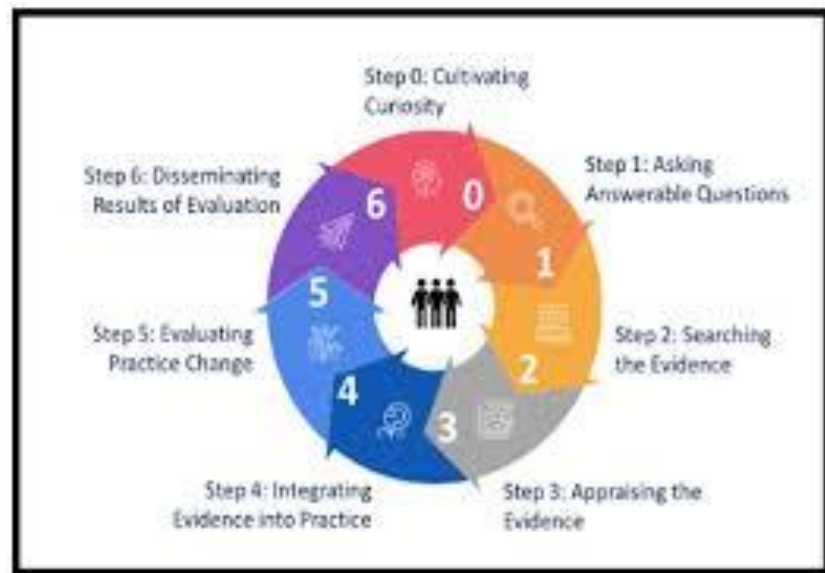 Step 0: Cultivating
Curiosity
Step 1: Asking
Answerable Questions
Step 2: Searching
the Evidence
Step 3: Appraising the
Evidence
Step 4: Integrating
Evidence into Practice
Step 5: Evaluating
Practice Change
Step 6: Disseminating
Results of Evaluation
0
1
2
3
4
5
6